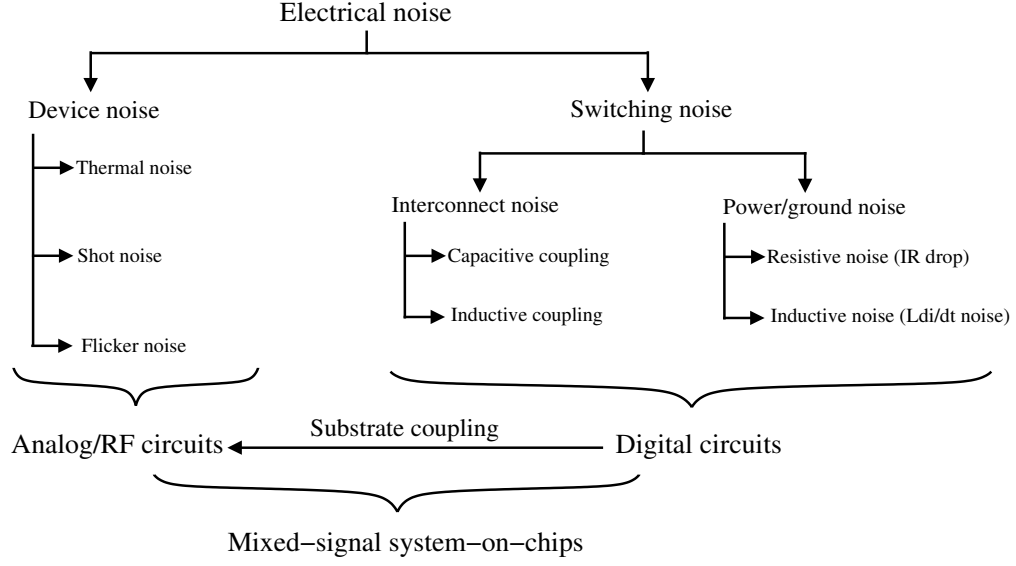 Electrical noise
Device noise
Switching noise
Thermal noise
Interconnect noise
Power/ground noise
Shot noise
Capacitive coupling
Resistive noise (IR drop)
Inductive coupling
Inductive noise (Ldi/dt noise)
Flicker noise
Substrate coupling
Analog/RF circuits
Digital circuits
Mixed−signal system−on−chips